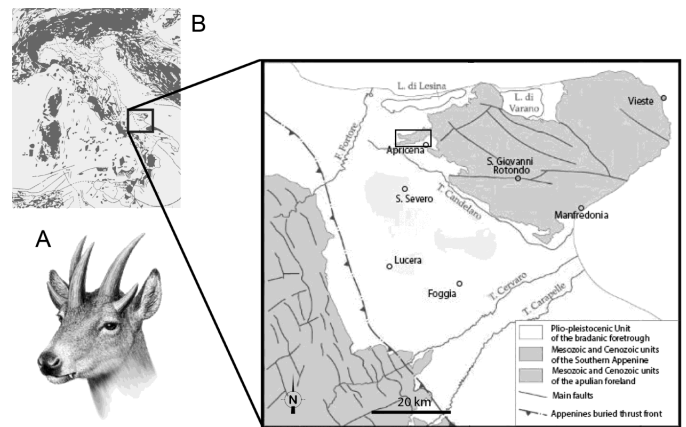 B
L. di Lesina
L. di
Varano
Vieste
F. Fortore
Apricena
S. Giovanni
Rotondo
S. Severo
T. Candelaro
Manfredonia
A
Lucera
Foggia
T. Cervaro
T. Carapelle
Plio-pleistocenic Unit
of the bradanic foretrough
Mesozoic and Cenozoic units
of the Southern Appenine
Mesozoic and Cenozoic units
of the apulian foreland
Main faults
Appenines buried thrust front
N
20 km